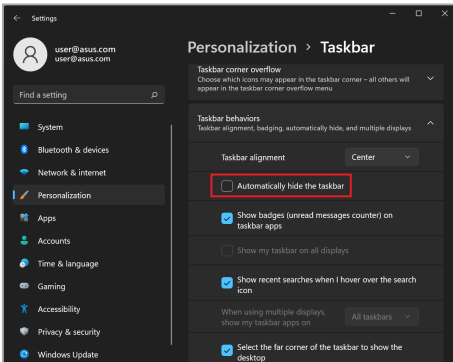 Settings
user@asus.com
user@asus.com
Find a setting
System
Bluetooth & devices
Network & internet
Personalization
Apps
Accounts
Time & language
Gaming
Accessibility
Privacy & security
Windows Update
Personalization > Taskbar
Taskbar corner overflow
Choose which icons may appear in the taskbar corner – all others will
appear in the taskbar corner overflow menu
Taskbar behaviors
Taskbar alignment, badging, automatically hide, and multiple displays
Taskbar alignment
Center
Automatically hide the taskbar
Show badges (unread messages counter) on
taskbar apps
Show my taskbar on all displays
Show recent searches when I hover over the search
icon
When using multiple displays,
show my taskbar apps on
All taskbars
Select the far corner of the taskbar to show the
desktop